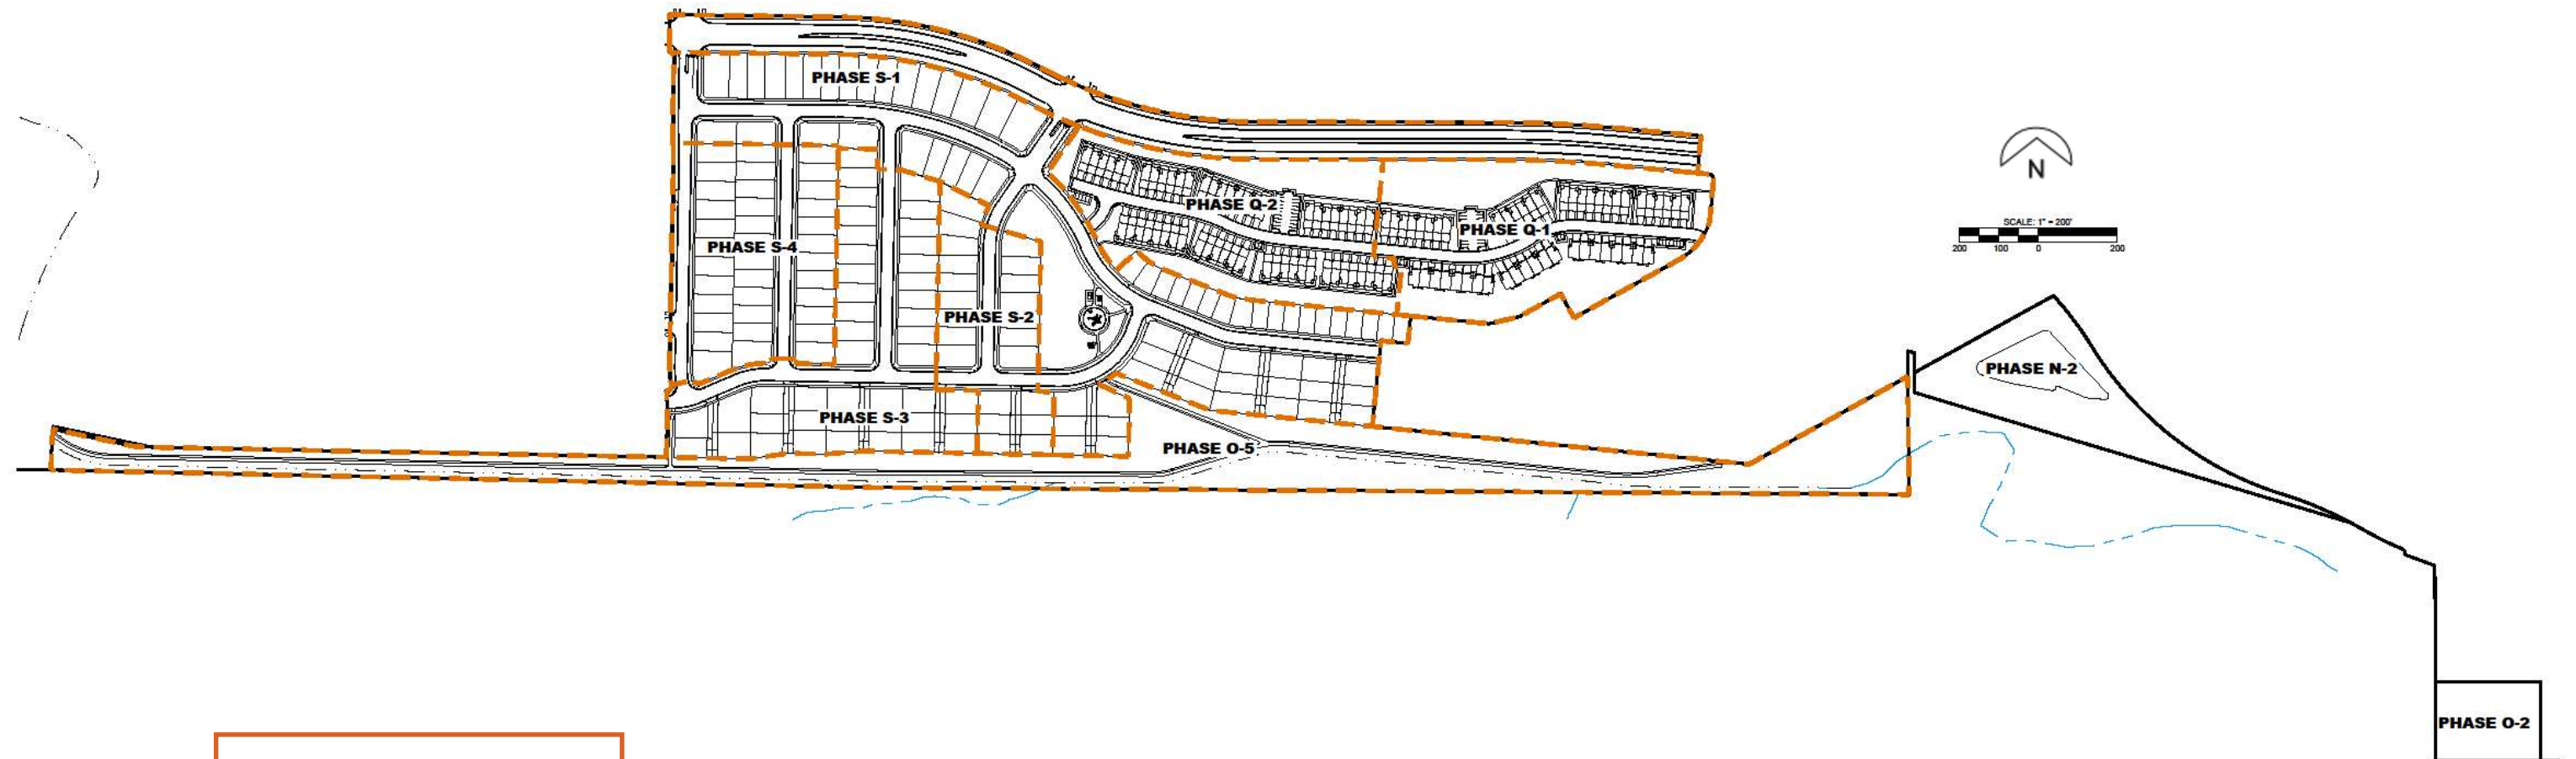 PHASE S-1
PHASE Q-2
PHASE Q-1
PHASE S-4
PHASE S-2
PHASE S-3
PHASE O-5
N
SCALE: 1" = 200'
200 100 0 200
PHASE N-2
PHASE O-2